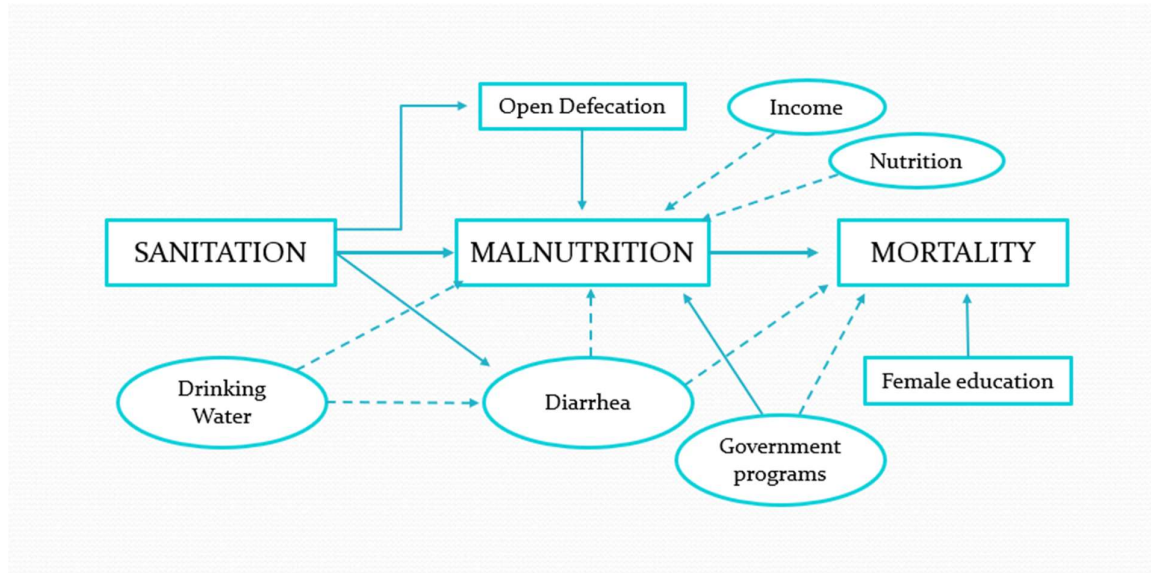 Open Defecation
Income
Nutrition
SANITATION
MALNUTRITION
MORTALITY
Drinking
Water
Diarrhea
Female education
Government
programs